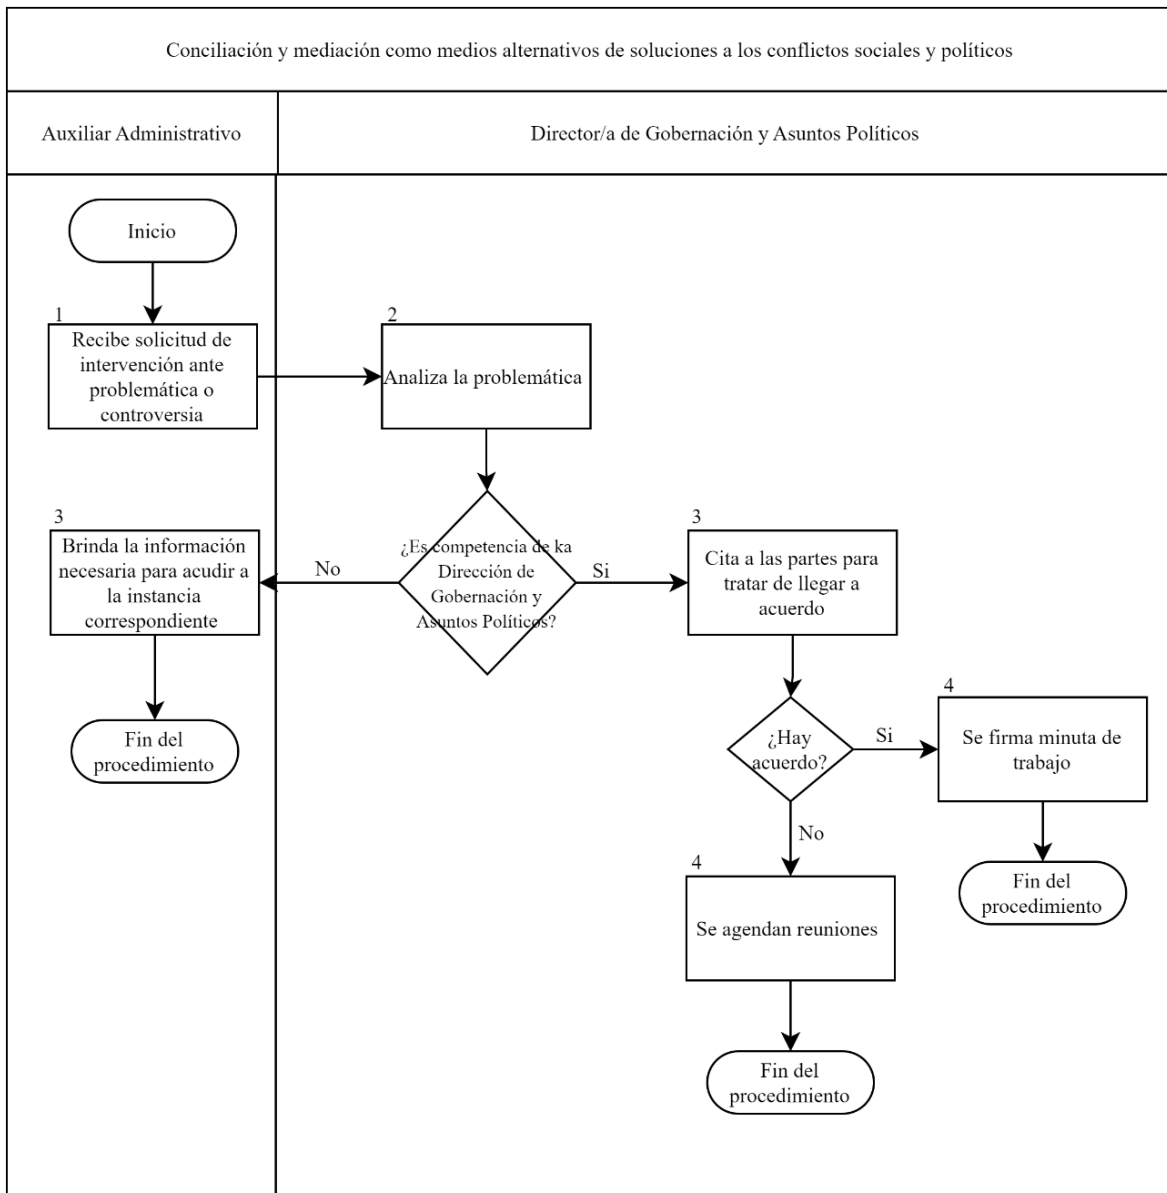 Conciliación y mediación como medios alternativos de soluciones a los conflictos sociales y políticos
Auxiliar Administrativo
Director/a de Gobernación y Asuntos Políticos
Inicio
1
Recibe solicitud de
intervención ante
problemática o
controversia
2
Analiza la problemática
¿Es competencia de ka
Dirección de
Gobernación y
Asuntos Políticos?
No
Si
3
Brinda la información
necesaria para acudir a
la instancia
correspondiente
Fin del
procedimiento
3
Cita a las partes para
tratar de llegar a
acuerdo
¿Hay
acuerdo?
Si
No
4
Se firma minuta de
trabajo
Fin del
procedimiento
4
Se agendan reuniones
Fin del
procedimiento